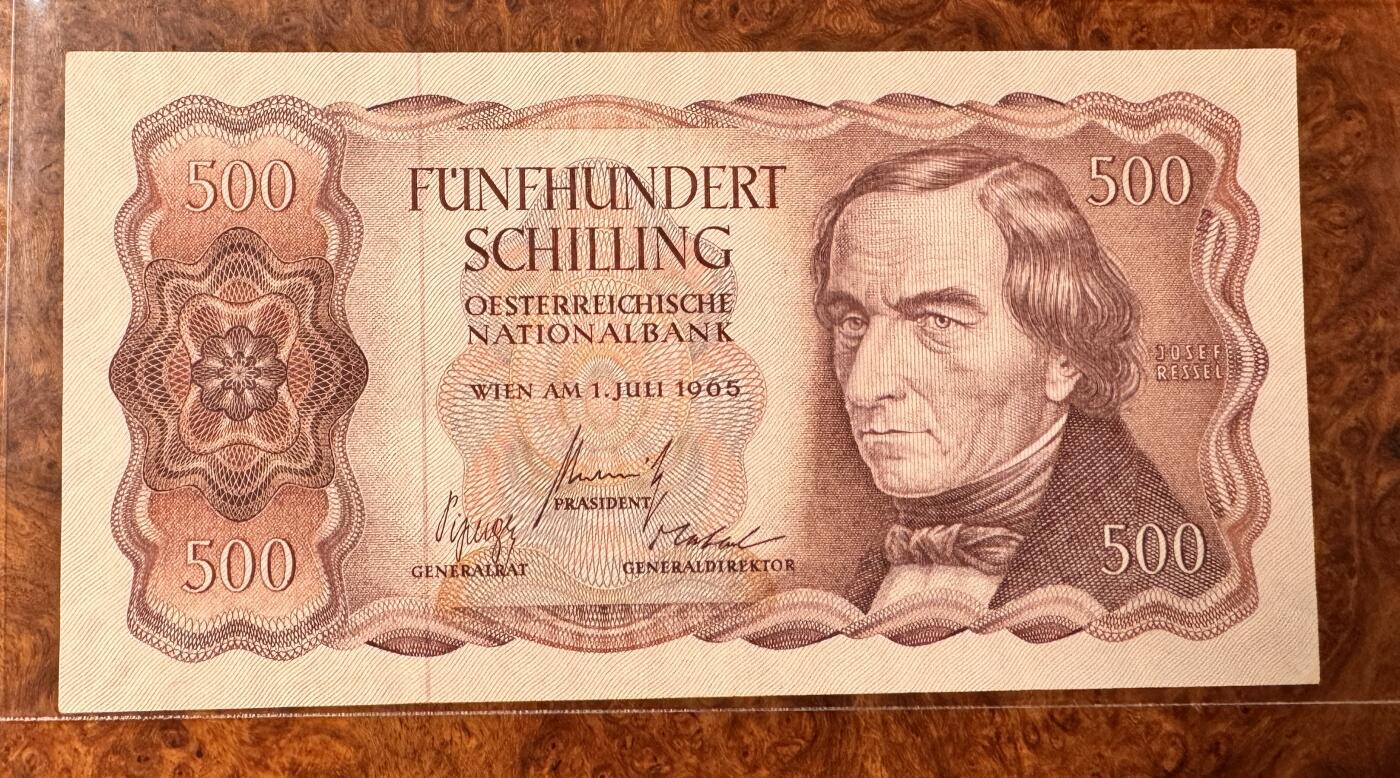 500
500
FÜNFHUNDERT
SCHILLING
OESTERREICHISCHE
NATIONALBANK
WIEN AM 1. JULI 1965
JOSEF
RESSEL
PRÄSIDENT
GENERALRAT
GENERALDIREKTOR
500
500